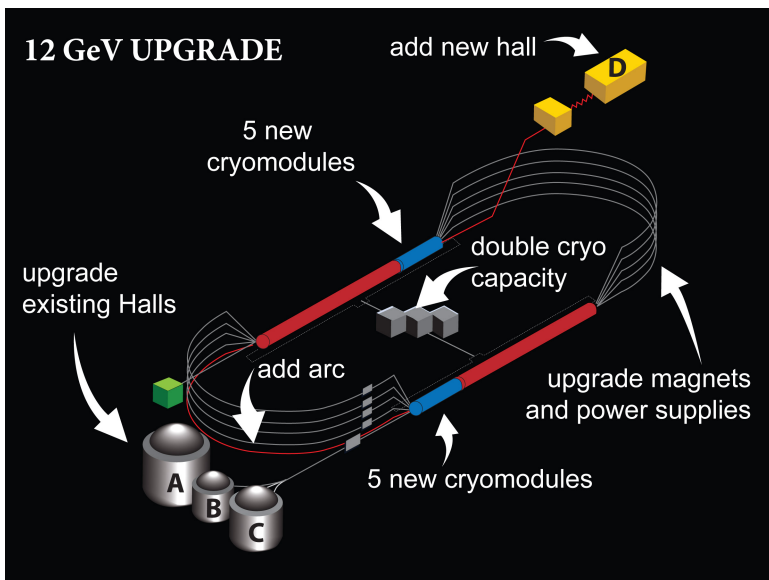 12 GeV UPGRADE
add new hall
D
5 new
cryomodules
double cryo
capacity
upgrade
existing Halls
add arc
upgrade magnets
and power supplies
5 new cryomodules
A
B
C